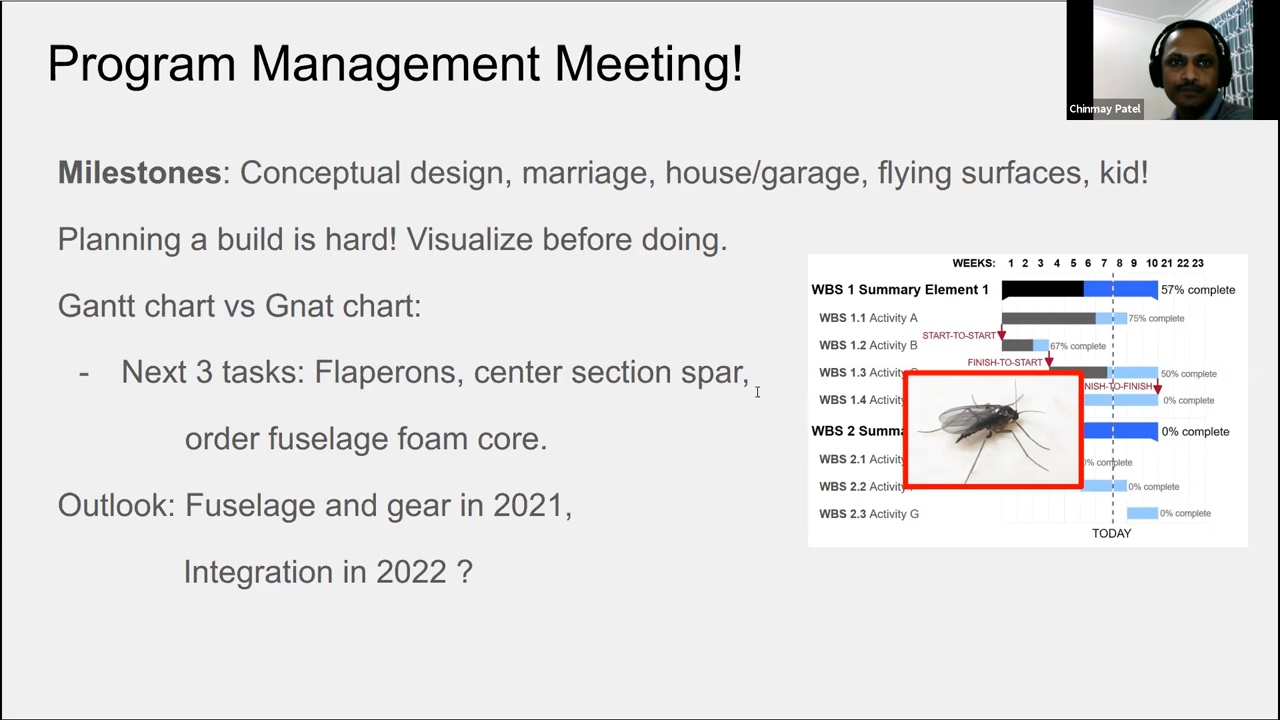 Program Management Meeting!
Chinmay Patel
Milestones: Conceptual design, marriage, house/garage, flying surfaces, kid!
Planning a build is hard! Visualize before doing.
Gantt chart vs Gnat chart:
- Next 3 tasks: Flaperons, center section spar,
order fuselage foam core.
Outlook: Fuselage and gear in 2021,
Integration in 2022 ?
WEEKS: 1 2 3 4 5 6 7 8 9 10 21 22 23
WBS 1 Summary Element 1 57% complete
WBS 1.1 Activity A 75% complete
START-TO-START
WBS 1.2 Activity B 67% complete
FINISH-TO-START
WBS 1.3 Activity 50% complete
NISH-TO-FINISH
WBS 1.4 Activity 0% complete
WBS 2 Summa 0% complete
WBS 2.1 Activity 0% complete
WBS 2.2 Activity 0% complete
WBS 2.3 Activity G 0% complete
TODAY